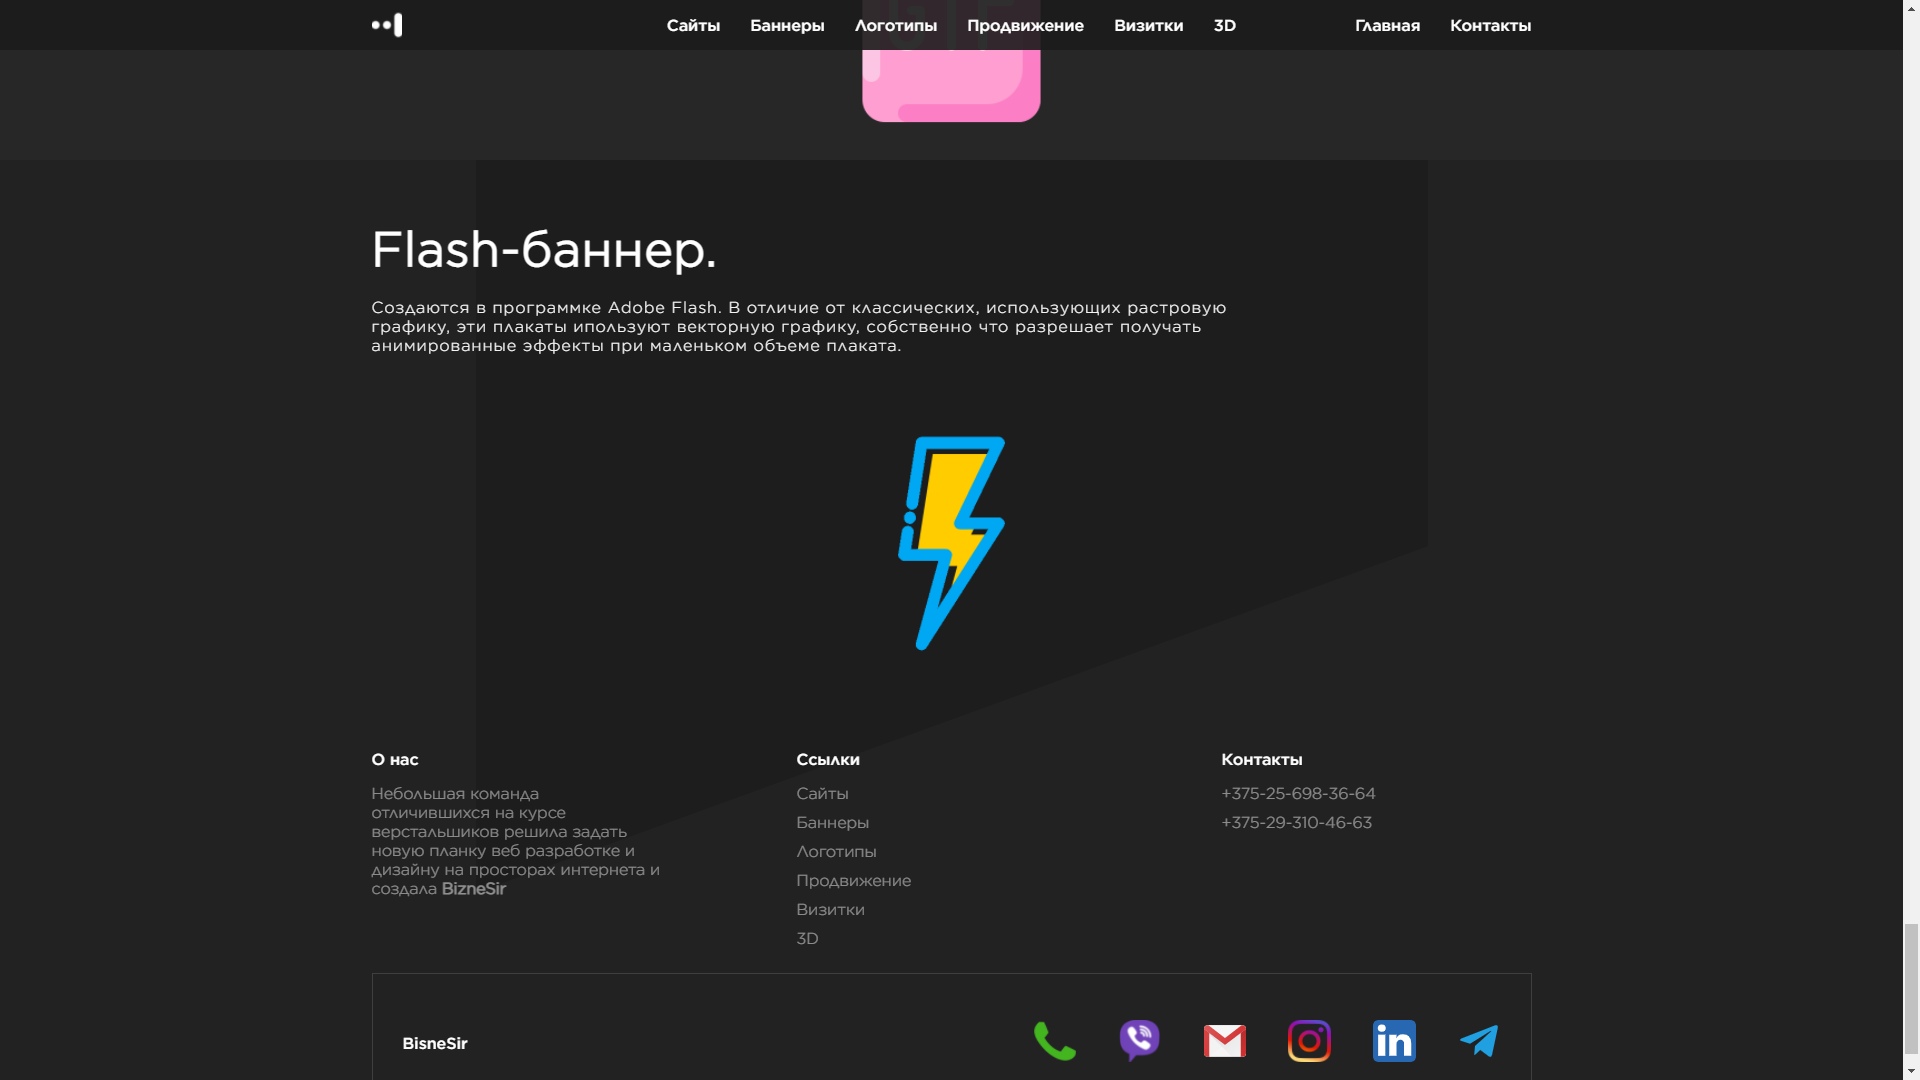 Сайты Баннеры Логотипы Продвижение Визитки 3D Главная Контакты
Flash-баннер.
Создаются в программке Adobe Flash. В отличие от классических, использующих растровую
графику, эти плакаты ипользуют векторную графику, собственно что разрешает получать
анимированные эффекты при маленьком объеме плаката.
О нас
Небольшая команда
отличившихся на курсе
верстальшиков решила задать
новую планку веб разработке и
дизайну на просторах интернета и
создала BizneSir
Ссылки
Сайты
Баннеры
Логотипы
Продвижение
Визитки
3D
Контакты
+375-25-698-36-64
+375-29-310-46-63
BisneSir
in